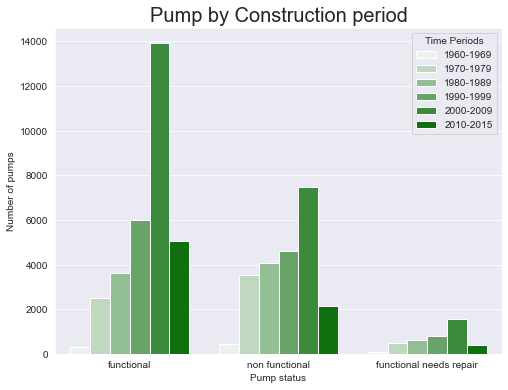 Pump by Construction period
Number of pumps
14000
12000
10000
8000
6000
4000
2000
0
Time Periods
1960-1969
1970-1979
1980-1989
1990-1999
2000-2009
2010-2015
functional
non functional
functional needs repair
Pump status